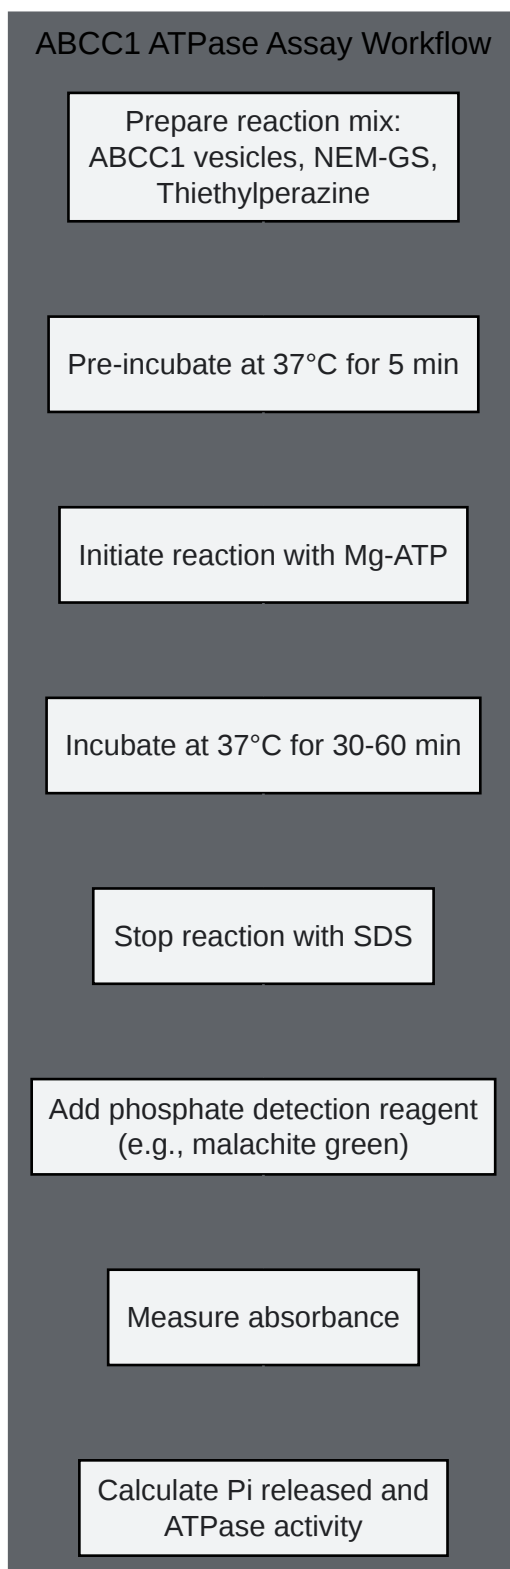 ABCC1 ATPase Assay Workflow
Prepare reaction mix:
ABCC1 vesicles, NEM-GS,
Thiethylperazine
Pre-incubate at 37°C for 5 min
Initiate reaction with Mg-ATP
Incubate at 37°C for 30-60 min
Stop reaction with SDS
Add phosphate detection reagent
(e.g., malachite green)
Measure absorbance
Calculate Pi released and
ATPase activity